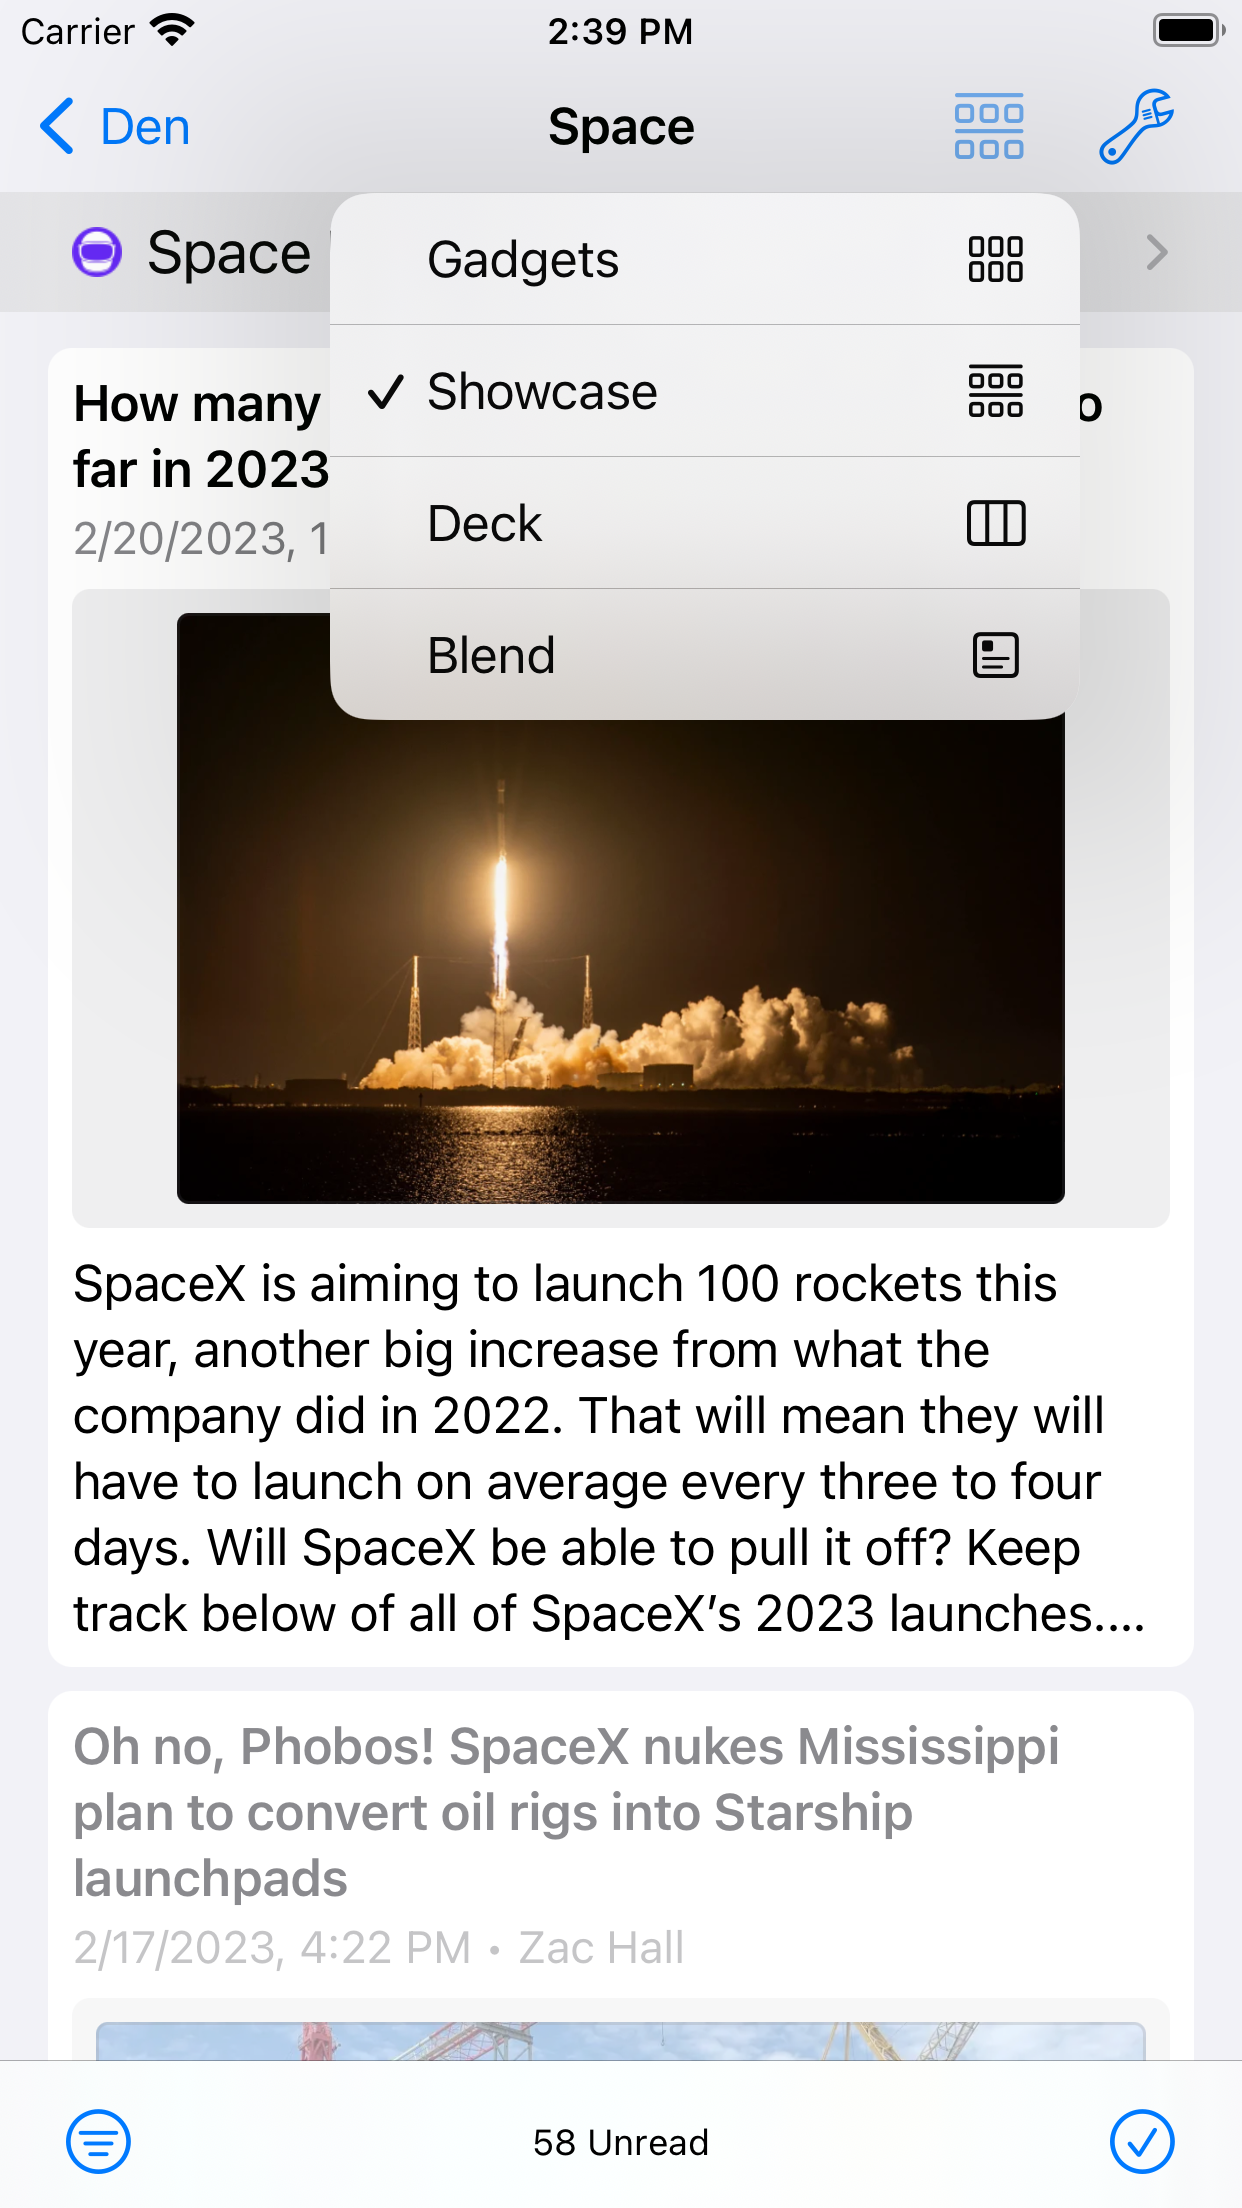 Carrier 2:39 PM
Den Space
Space
Gadgets
Showcase
Deck
Blend
How many
far in 2023
2/20/2023, 1
SpaceX is aiming to launch 100 rockets this
year, another big increase from what the
company did in 2022. That will mean they will
have to launch on average every three to four
days. Will SpaceX be able to pull it off? Keep
track below of all of SpaceX’s 2023 launches....
Oh no, Phobos! SpaceX nukes Mississippi
plan to convert oil rigs into Starship
launchpads
2/17/2023, 4:22 PM • Zac Hall
58 Unread